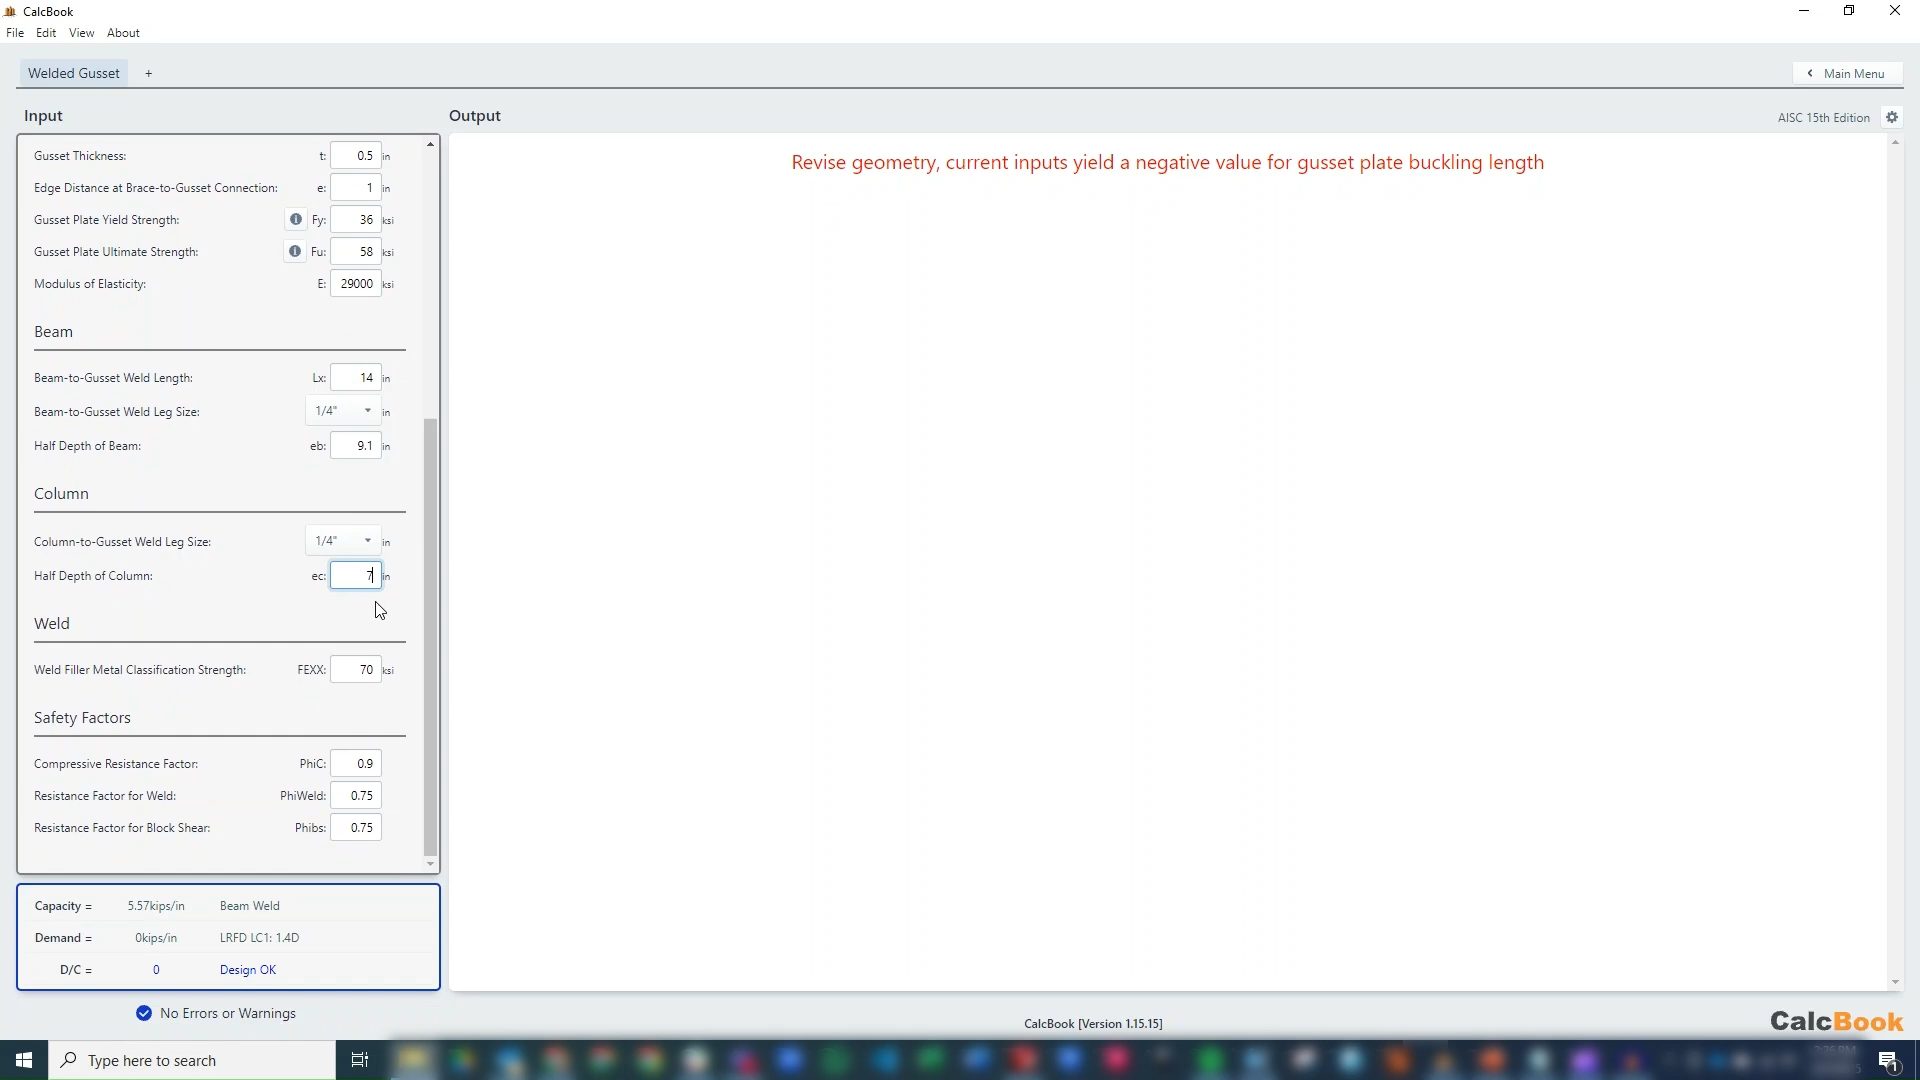 CalcBook
File Edit View About
Welded Gusset +
Main Menu
Input
Output
AISC 15th Edition
Revise geometry, current inputs yield a negative value for gusset plate buckling length
Gusset Thickness: t: 0.5 in
Edge Distance at Brace-to-Gusset Connection: e: 1 in
Gusset Plate Yield Strength: Fy: 36 ksi
Gusset Plate Ultimate Strength: Fu: 58 ksi
Modulus of Elasticity: E: 29000 ksi
Beam
Beam-to-Gusset Weld Length: Lx: 14 in
Beam-to-Gusset Weld Leg Size: 1/4" in
Half Depth of Beam: eb: 9.1 in
Column
Column-to-Gusset Weld Leg Size: 1/4" in
Half Depth of Column: ec: 7 in
Weld
Weld Filler Metal Classification Strength: FEXX: 70 ksi
Safety Factors
Compressive Resistance Factor: PhiC: 0.9
Resistance Factor for Weld: PhiWeld: 0.75
Resistance Factor for Block Shear: Phibs: 0.75
Capacity = 5.57kips/in Beam Weld
Demand = 0kips/in LRFD LC1: 1.4D
D/C = 0 Design OK
No Errors or Warnings
CalcBook [Version 1.15.15]
CalcBook
Type here to search
1